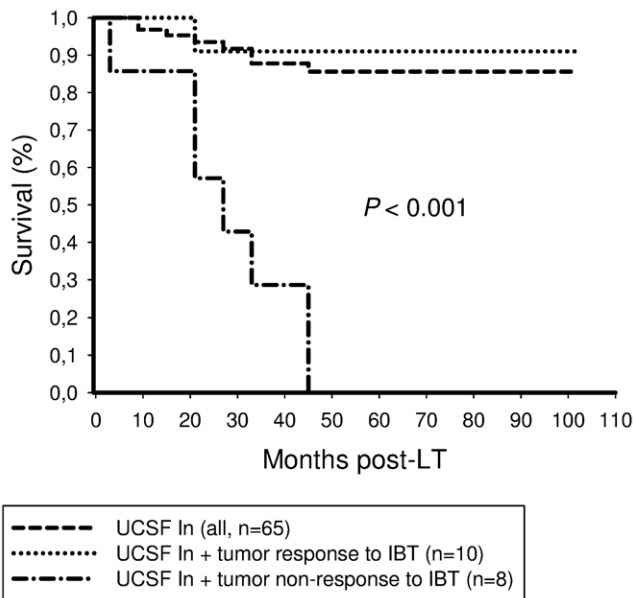 1,0
0,9
0,8
0,7
0,6
0,5
0,4
0,3
0,2
0,1
0,0
Survival (%)
P < 0.001
0 10 20 30 40 50 60 70 80 90 100 110
Months post-LT
UCSF In (all, n=65)
UCSF In + tumor response to IBT (n=10)
UCSF In + tumor non-response to IBT (n=8)